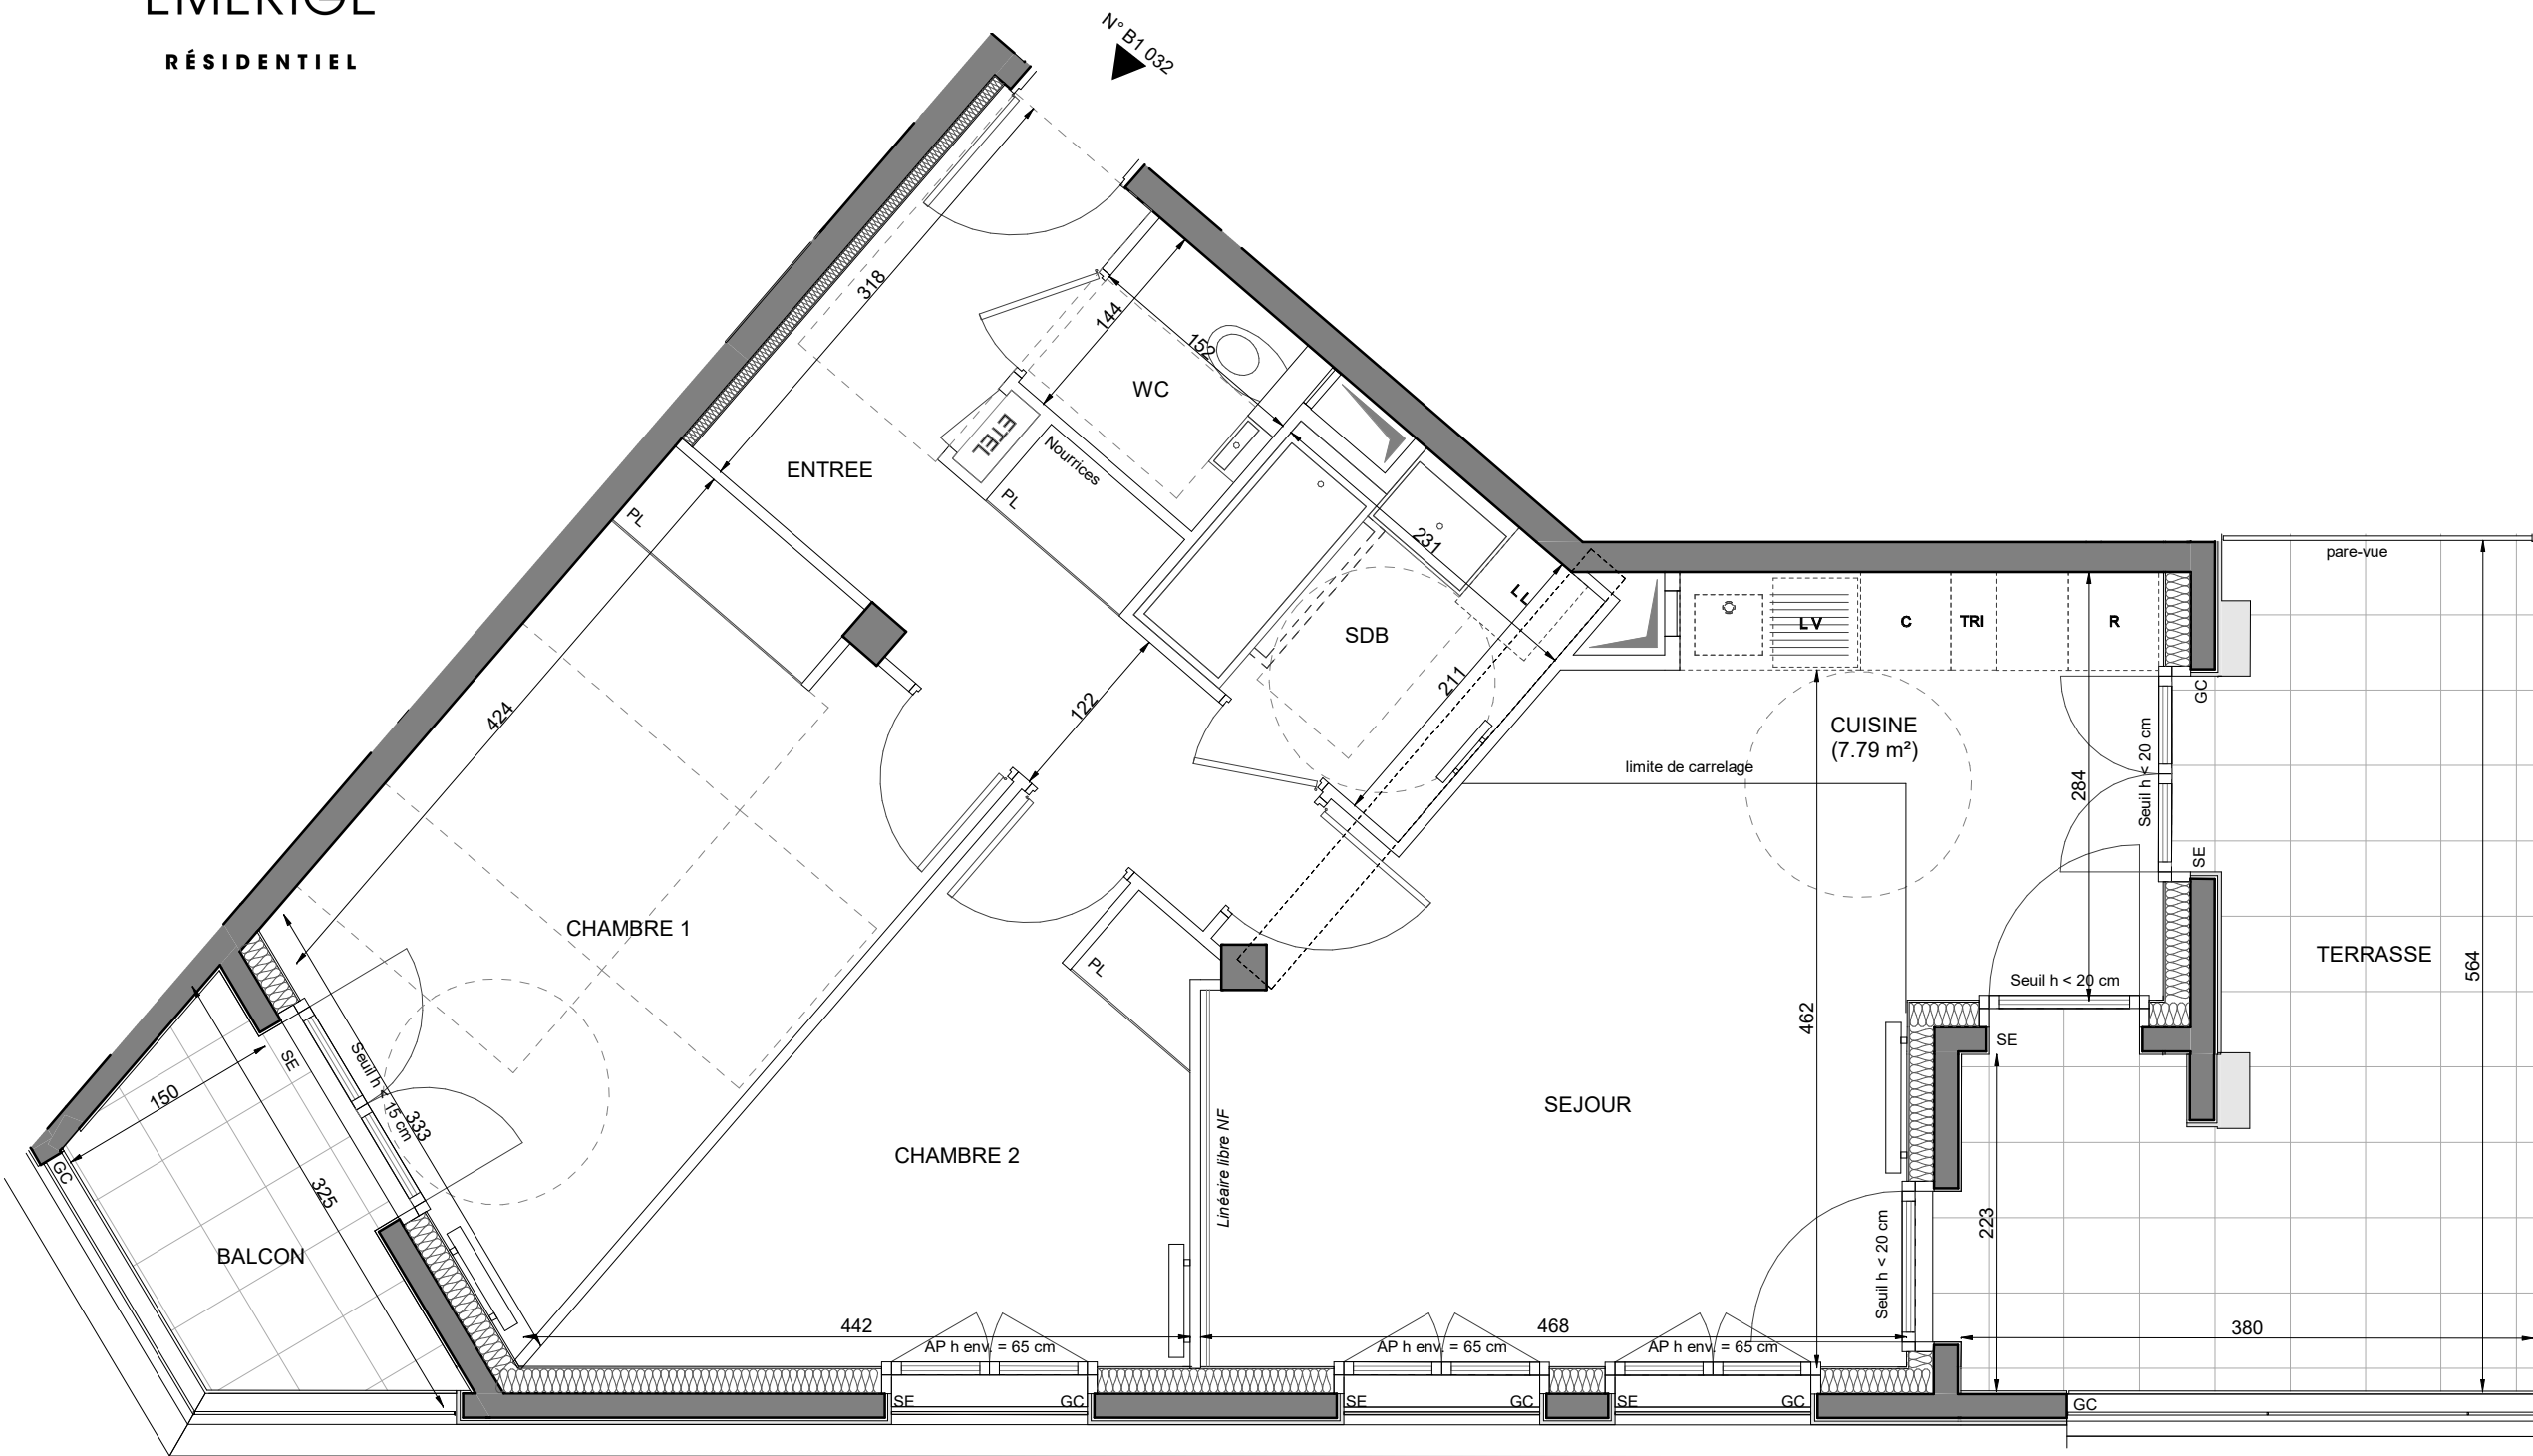 EMERIGE
RÉSIDENTIEL
N° B1 032
318
144
152
WC
ETEL
Nourrices
PL
ENTREE
PL
231
LL
SDB
211
122
424
LV
C
TRI
R
pare-vue
GC
CUISINE
(7.79 m²)
limite de carrelage
284
Seuil h < 20 cm
SE
TERRASSE
564
Seuil h < 20 cm
SE
CHAMBRE 1
PL
462
SE
150
Seuil h < 15 cm
333
GC
325
BALCON
CHAMBRE 2
Linéaire libre NF
SEJOUR
223
Seuil h < 20 cm
442
468
380
AP h env. = 65 cm
AP h env. = 65 cm
AP h env. = 65 cm
SE
GC
SE
GC
SE
GC
GC